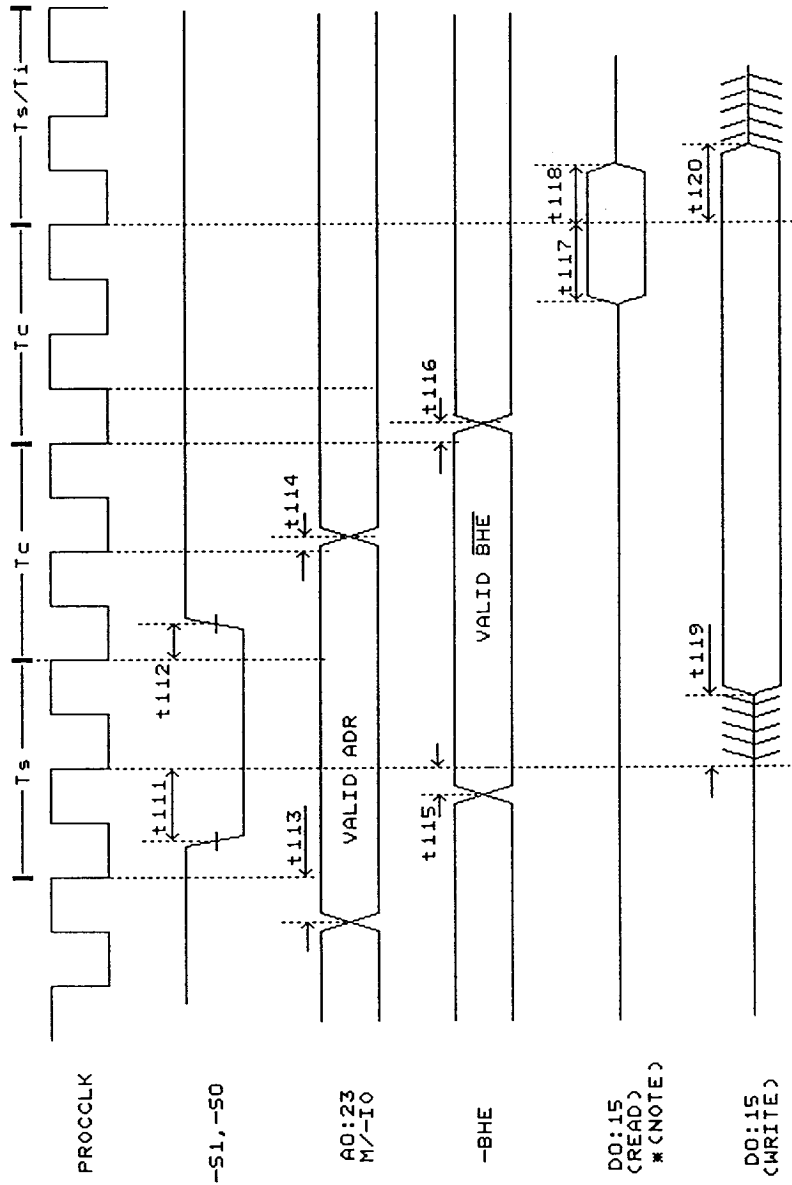 Ts
Tc
Tc
Ts/Ti
PROCCLK
t111
t112
-S1,-S0
t113
t114
VALID ADR
A0:23
M/-IO
t115
t116
VALID BHE
-BHE
t117
t118
D0:15
(READ)
*(NOTE)
t119
t120
D0:15
(WRITE)